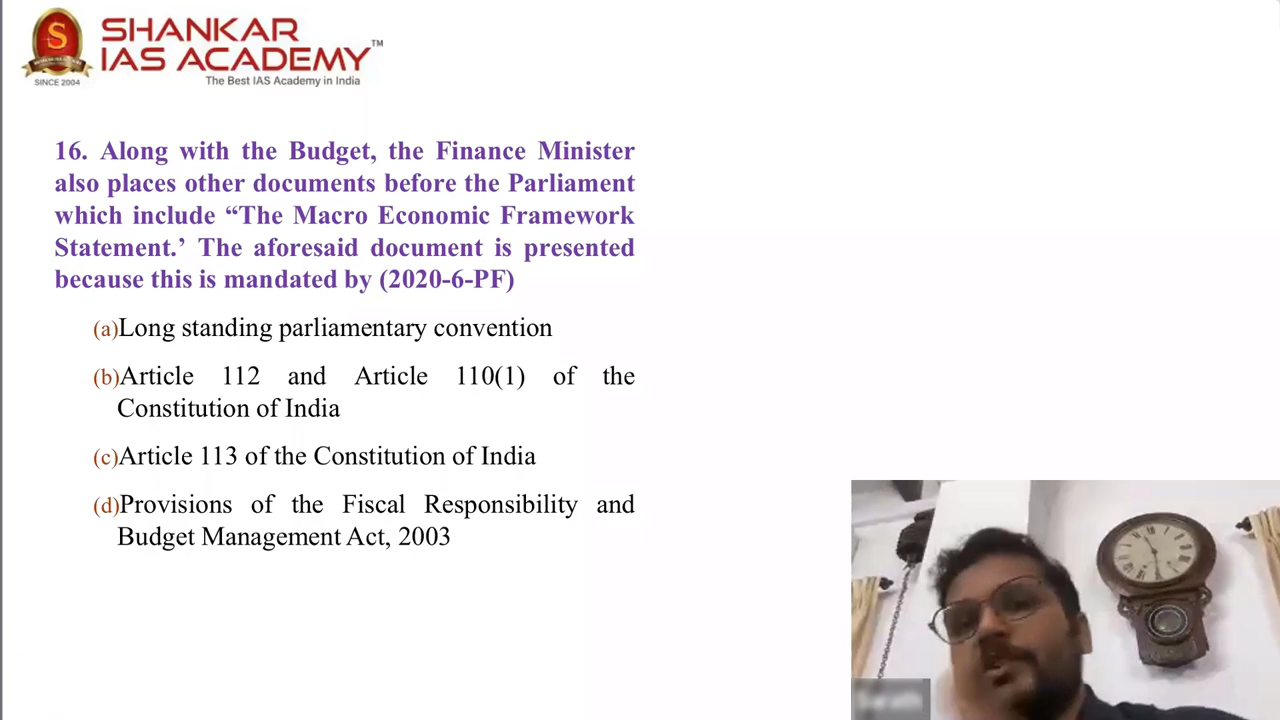 SHANKAR
IAS ACADEMY™
The Best IAS Academy in India
SINCE 2004
16. Along with the Budget, the Finance Minister
also places other documents before the Parliament
which include “The Macro Economic Framework
Statement.’ The aforesaid document is presented
because this is mandated by (2020-6-PF)
(a)Long standing parliamentary convention
(b)Article 112 and Article 110(1) of the
Constitution of India
(c)Article 113 of the Constitution of India
(d)Provisions of the Fiscal Responsibility and
Budget Management Act, 2003